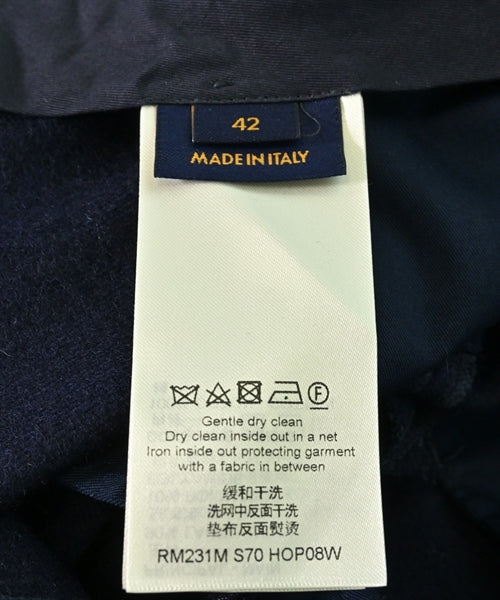 42
MADE IN ITALY
Gentle dry clean
Dry clean inside out in a net
Iron inside out protecting garment
with a fabric in between
缓和干洗
洗网中反面干洗
垫布反面熨烫
RM231M S70 HOP08W